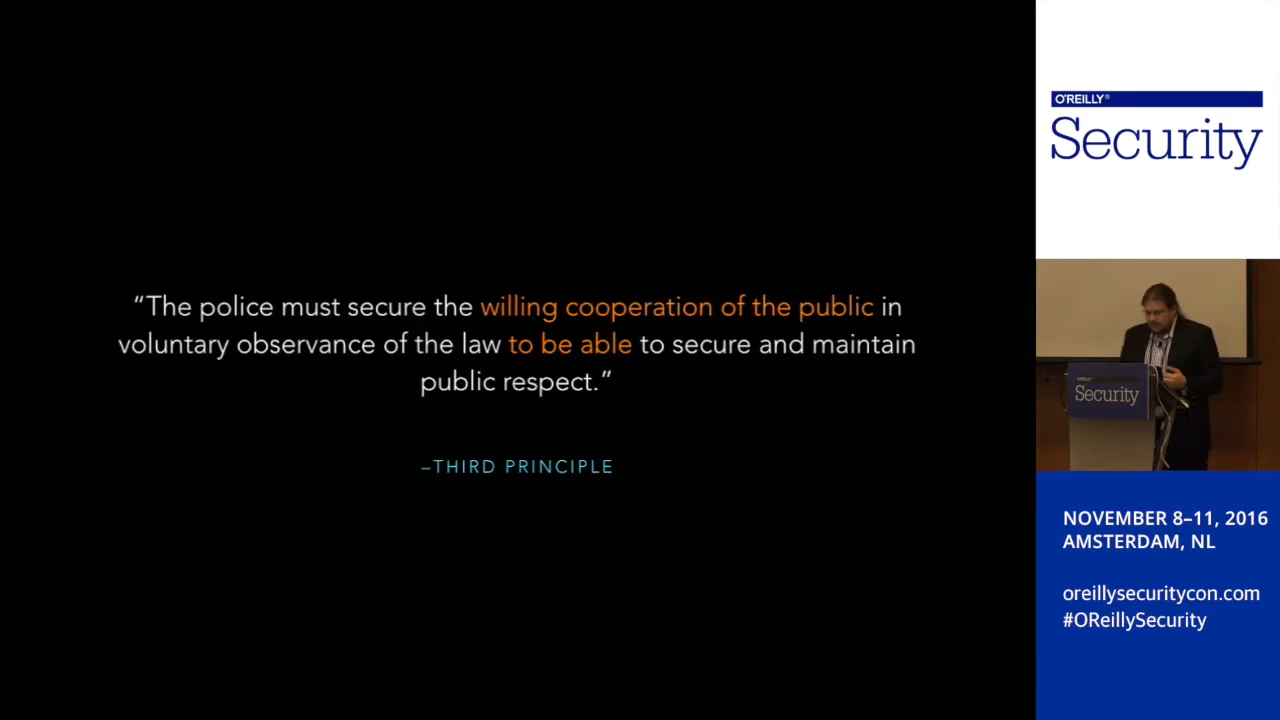 “The police must secure the willing cooperation of the public in
voluntary observance of the law to be able to secure and maintain
public respect.”
–THIRD PRINCIPLE
O'REILLY®
Security
Security
NOVEMBER 8–11, 2016
AMSTERDAM, NL
oreillysecuritycon.com
#OReillySecurity